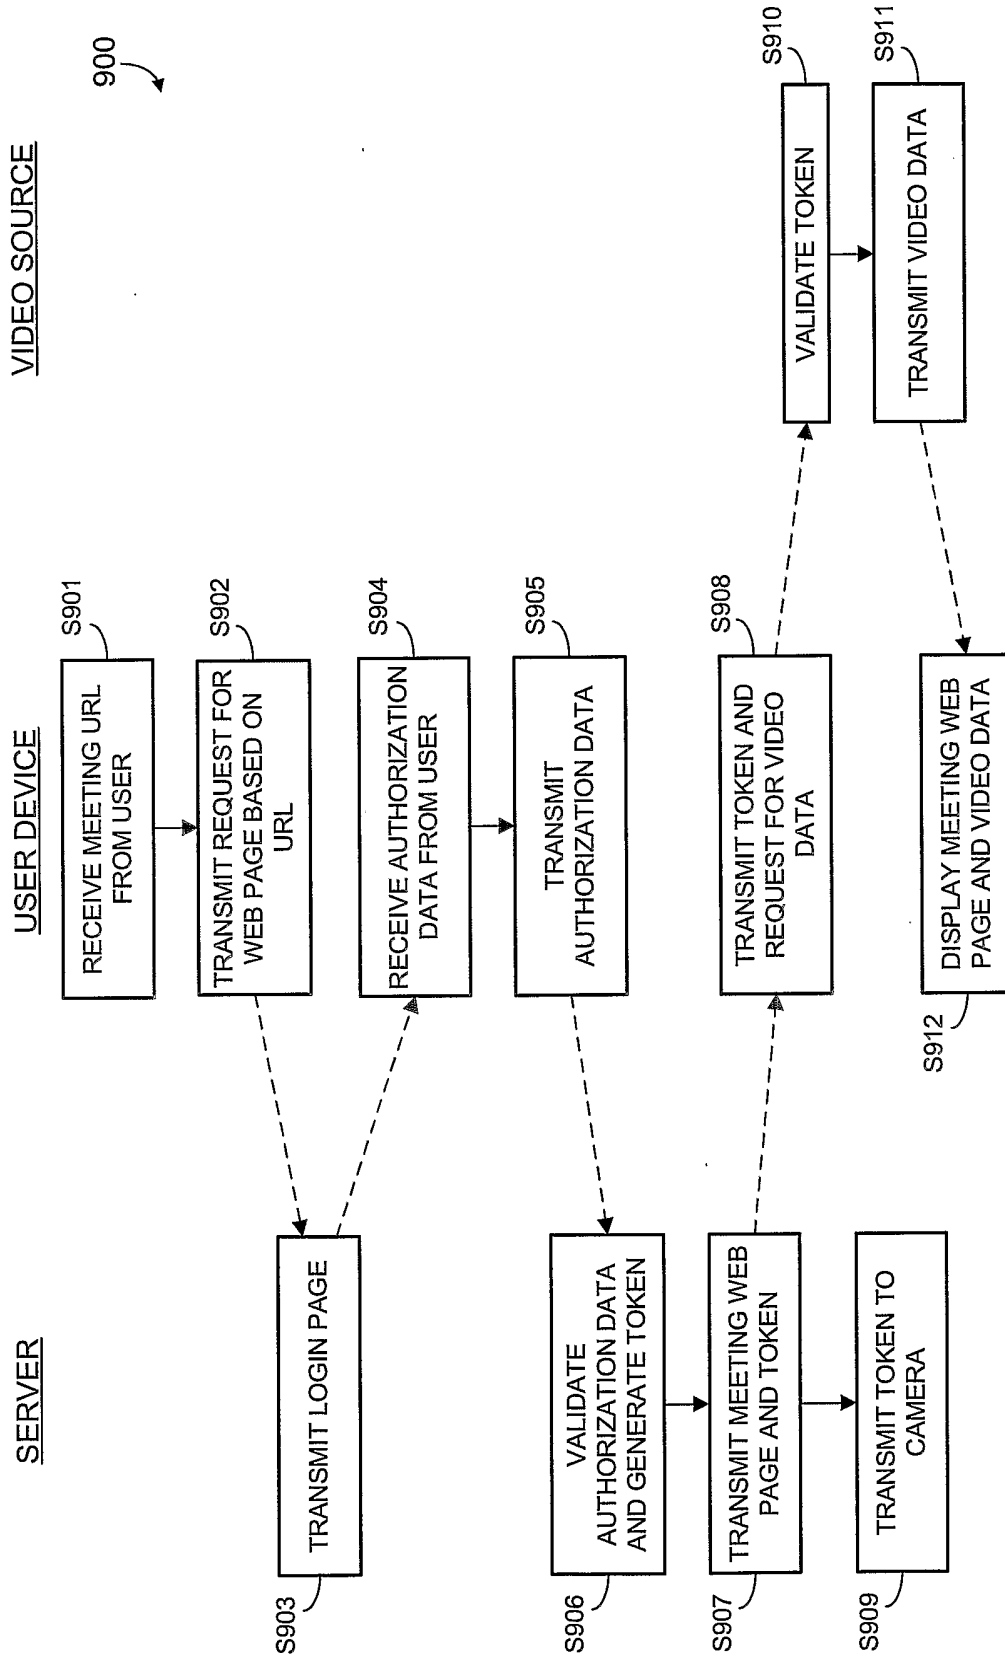 SERVER
USER DEVICE
VIDEO SOURCE
900
RECEIVE MEETING URL
FROM USER
S901
TRANSMIT REQUEST FOR
WEB PAGE BASED ON
URL
S902
TRANSMIT LOGIN PAGE
S903
RECEIVE AUTHORIZATION
DATA FROM USER
S904
TRANSMIT
AUTHORIZATION DATA
S905
VALIDATE
AUTHORIZATION DATA
AND GENERATE TOKEN
S906
TRANSMIT MEETING WEB
PAGE AND TOKEN
S907
TRANSMIT TOKEN AND
REQUEST FOR VIDEO
DATA
S908
TRANSMIT TOKEN TO
CAMERA
S909
VALIDATE TOKEN
S910
TRANSMIT VIDEO DATA
S911
DISPLAY MEETING WEB
PAGE AND VIDEO DATA
S912